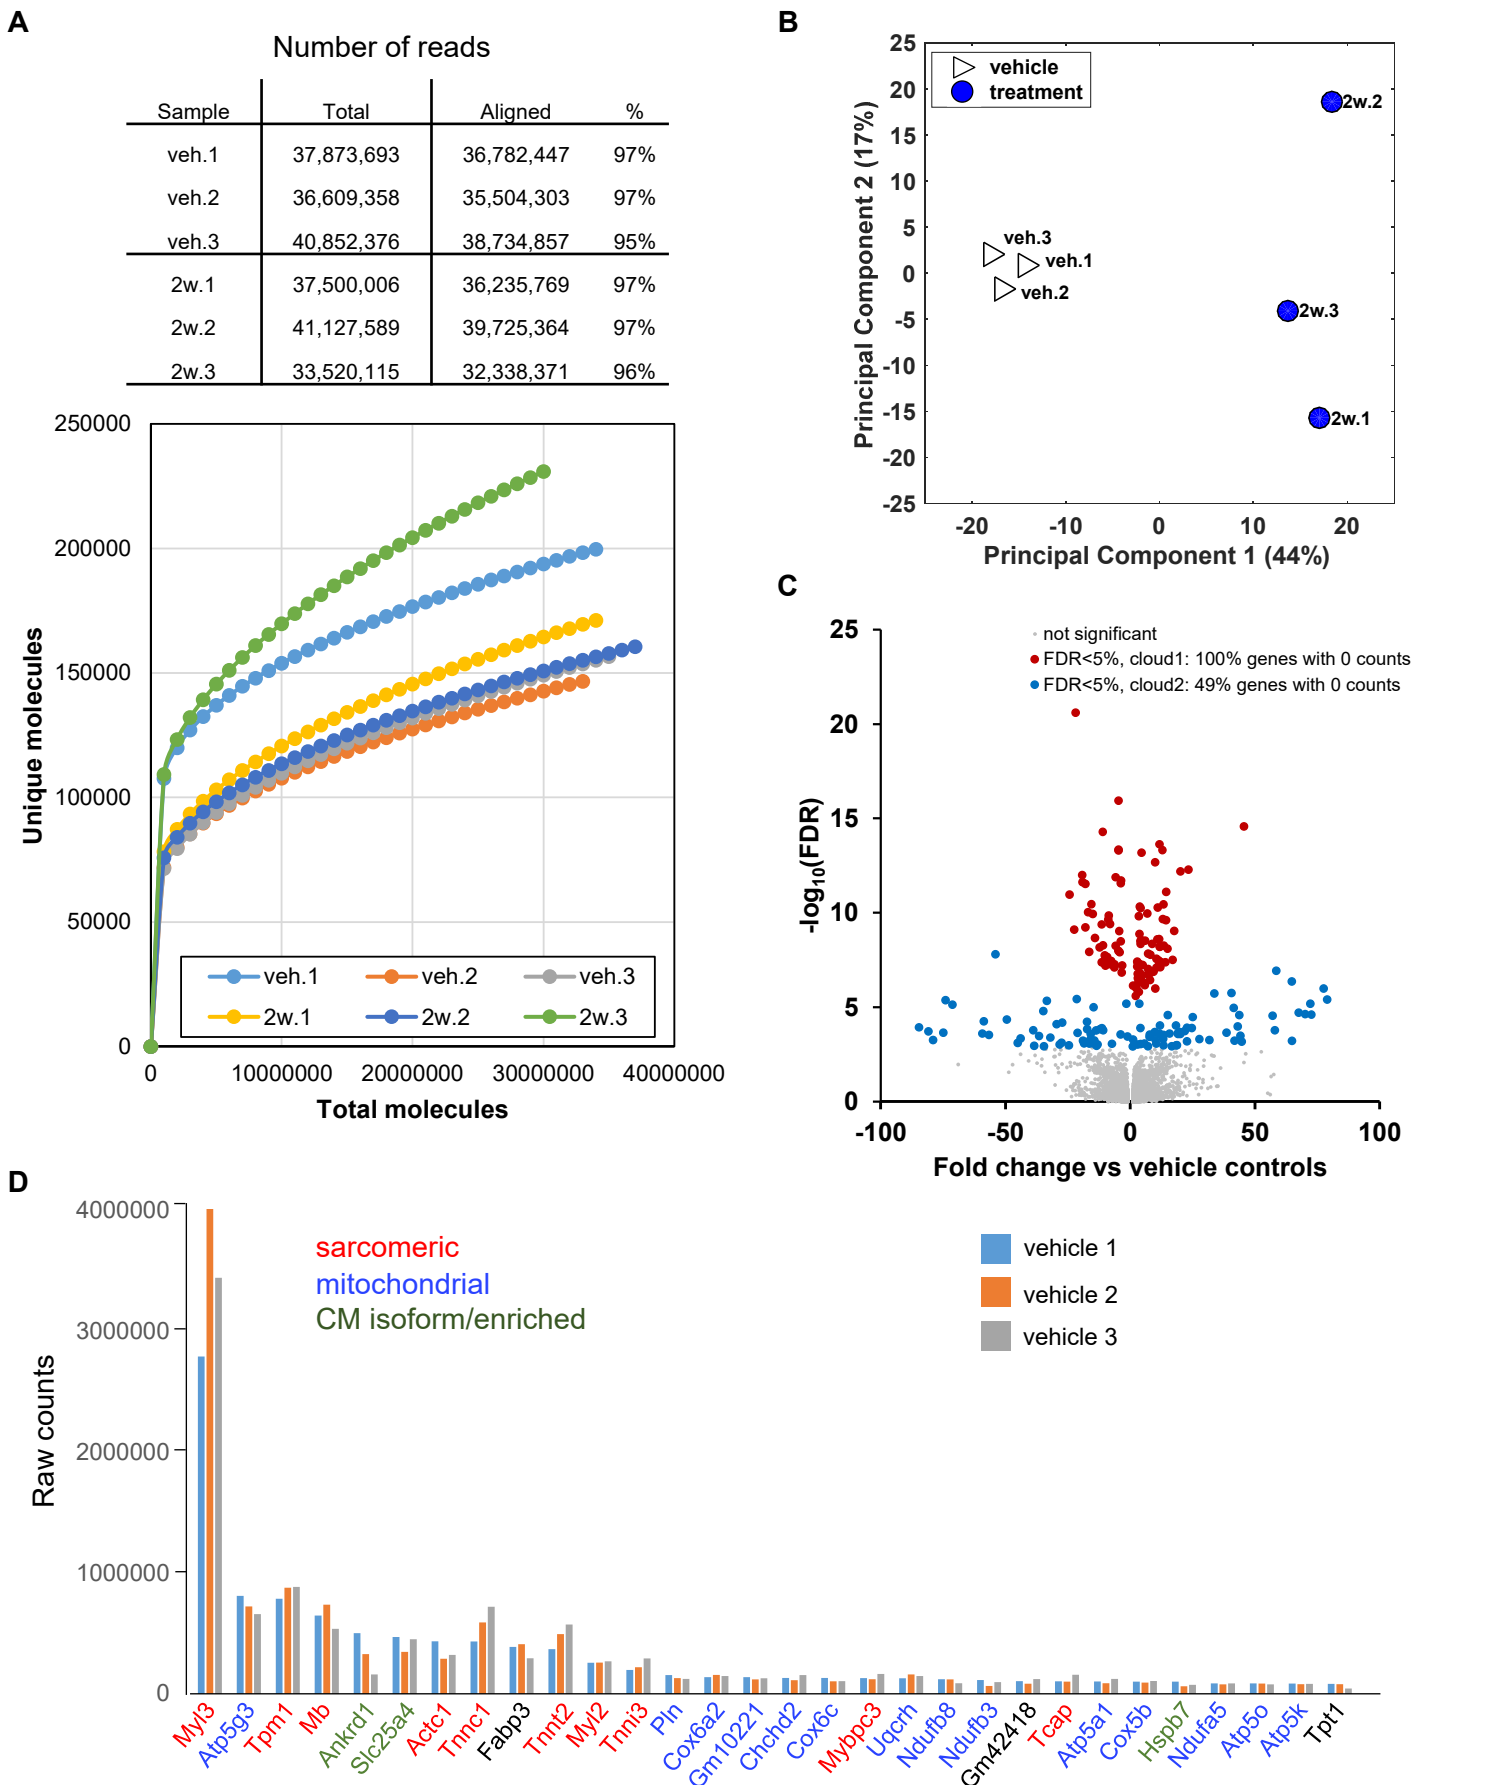 A
Number of reads
Sample Total Aligned %
veh.1 37,873,693 36,782,447 97%
veh.2 36,609,358 35,504,303 97%
veh.3 40,852,376 38,734,857 95%
2w.1 37,500,006 36,235,769 97%
2w.2 41,127,589 39,725,364 97%
2w.3 33,520,115 32,338,371 96%
250000
200000
150000
100000
50000
0
Unique molecules
veh.1 veh.2 veh.3
2w.1 2w.2 2w.3
0 10000000 20000000 30000000 40000000
Total molecules
B
25
20
15
10
5
0
-5
-10
-15
-20
-25
Principal Component 2 (17%)
vehicle
treatment
2w.2
veh.3
veh.1
veh.2
2w.3
2w.1
-20 -10 0 10 20
Principal Component 1 (44%)
C
25
20
15
10
5
0
-log10(FDR)
not significant
FDR<5%, cloud1: 100% genes with 0 counts
FDR<5%, cloud2: 49% genes with 0 counts
-100 -50 0 50 100
Fold change vs vehicle controls
D
4000000
3000000
2000000
1000000
0
Raw counts
sarcomeric
mitochondrial
CM isoform/enriched
vehicle 1
vehicle 2
vehicle 3
Myl3
Atp5g3
Tpm1
Mb
Ankrd1
Slc25a4
Actc1
Tnnc1
Fabp3
Tnnt2
Myl2
Tnni3
Pln
Cox6a2
Gm10221
Chchd2
Cox6c
Mybpc3
Uqcrh
Ndufb8
Ndufb3
Gm42418
Tcap
Atp5a1
Cox5b
Hspb7
Ndufa5
Atp5o
Atp5k
Tpt1